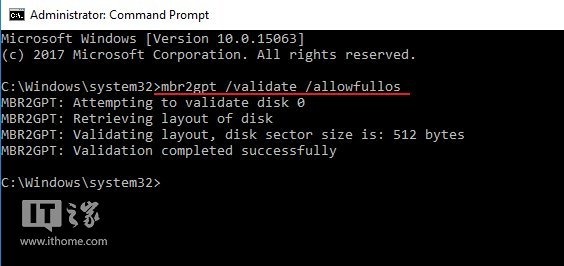 Administrator: Command Prompt
Microsoft Windows [Version 10.0.15063]
(c) 2017 Microsoft Corporation. All rights reserved.
C:\Windows\system32>mbr2gpt /validate /allowfullos
MBR2GPT: Attempting to validate disk 0
MBR2GPT: Retrieving layout of disk
MBR2GPT: Validating layout, disk sector size is: 512 bytes
MBR2GPT: Validation completed successfully
C:\Windows\system32>
IT之家
www.ithome.com